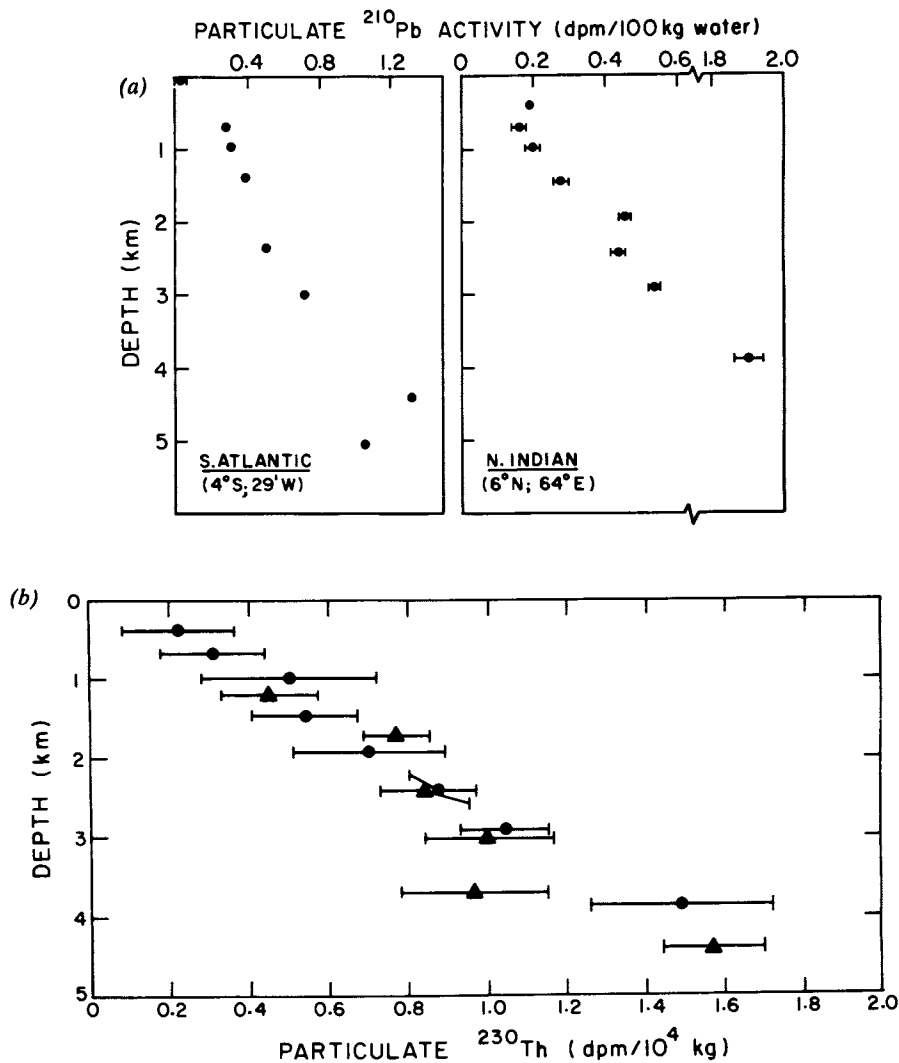 PARTICULATE ²¹⁰Pb ACTIVITY (dpm/100 kg water)
0.4 0.8 1.2 0 0.2 0.4 0.6 1.8 2.0
(a)
1
2
3
4
5
DEPTH (km)
S. ATLANTIC
(4°S; 29'W)
N. INDIAN
(6°N; 64°E)
(b)
0
1
2
3
4
5
DEPTH (km)
0 0.2 0.4 0.6 0.8 1.0 1.2 1.4 1.6 1.8 2.0
PARTICULATE ²³⁰Th (dpm/10⁴ kg)